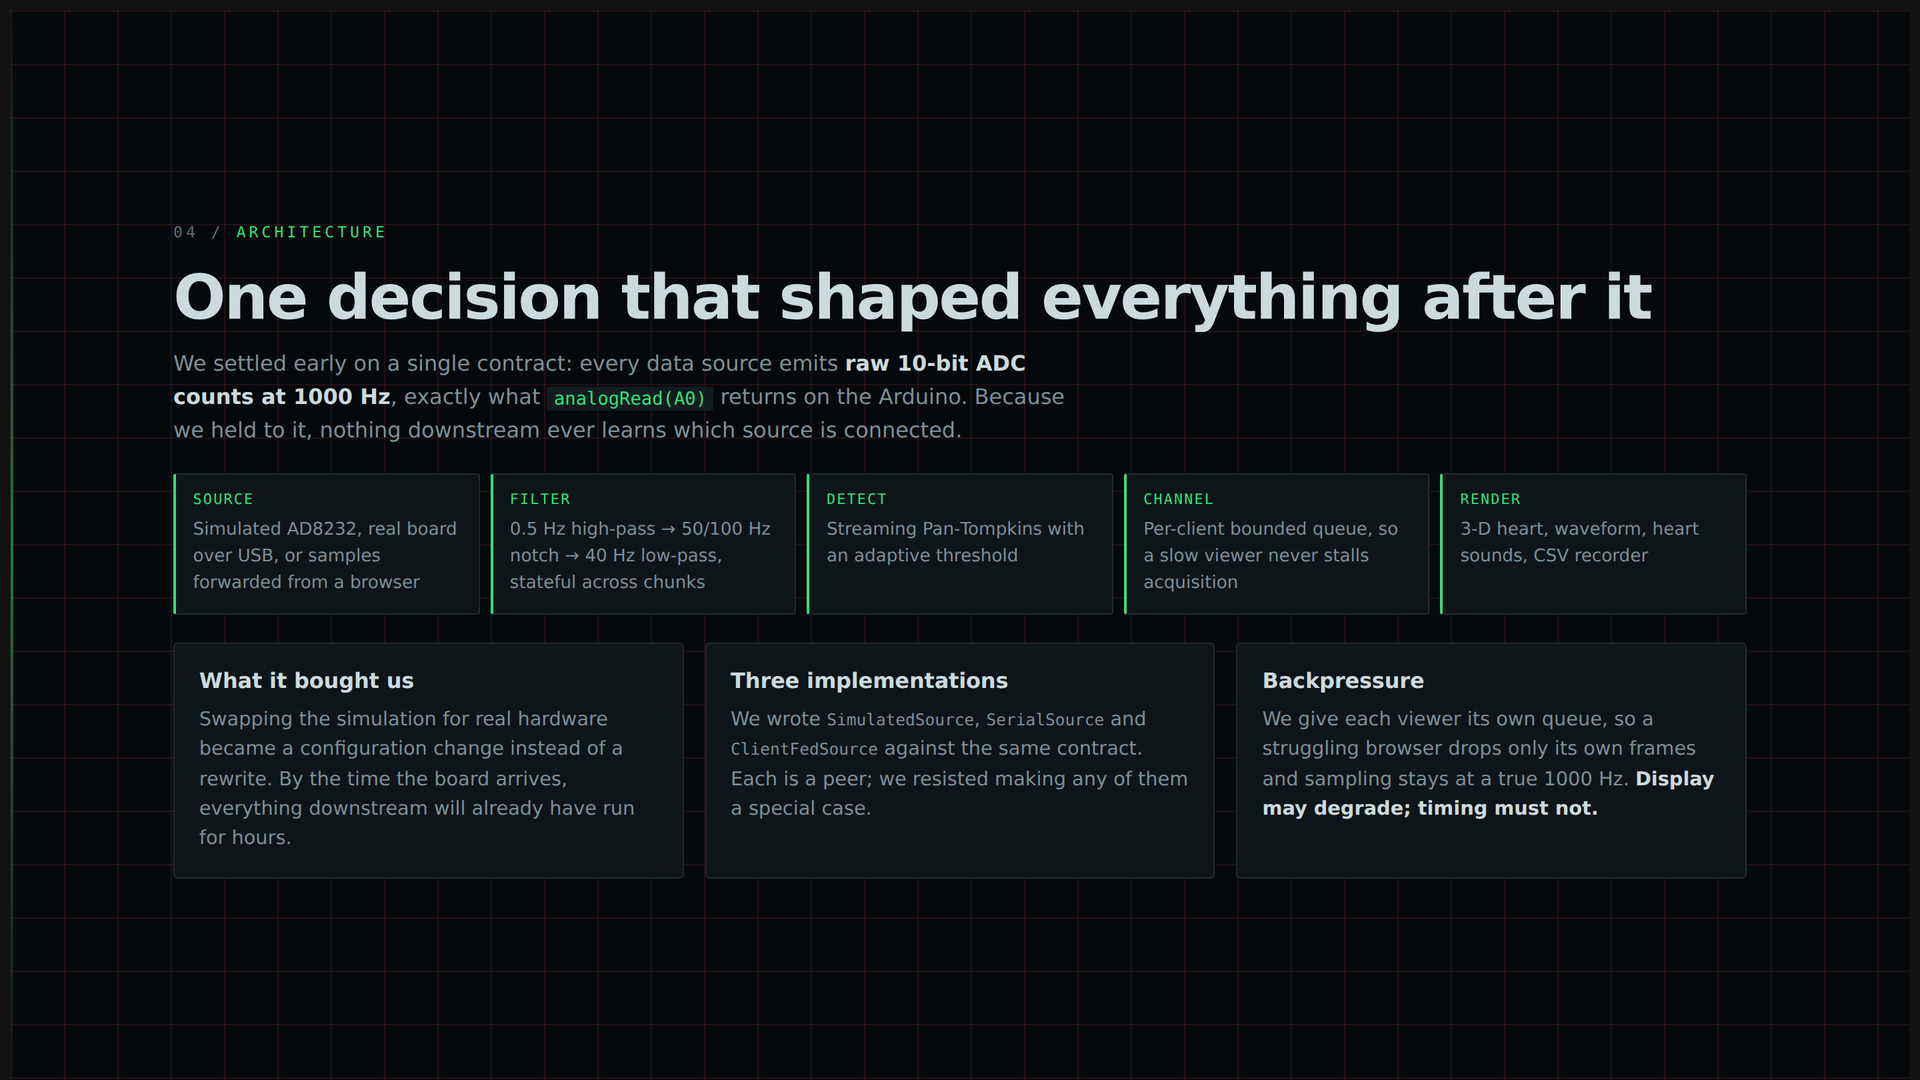 04 / ARCHITECTURE
One decision that shaped everything after it
We settled early on a single contract: every data source emits raw 10-bit ADC
counts at 1000 Hz, exactly what analogRead(A0) returns on the Arduino. Because
we held to it, nothing downstream ever learns which source is connected.
SOURCE
Simulated AD8232, real board
over USB, or samples
forwarded from a browser
FILTER
0.5 Hz high-pass → 50/100 Hz
notch → 40 Hz low-pass,
stateful across chunks
DETECT
Streaming Pan-Tompkins with
an adaptive threshold
CHANNEL
Per-client bounded queue, so
a slow viewer never stalls
acquisition
RENDER
3-D heart, waveform, heart
sounds, CSV recorder
What it bought us
Swapping the simulation for real hardware
became a configuration change instead of a
rewrite. By the time the board arrives,
everything downstream will already have run
for hours.
Three implementations
We wrote SimulatedSource, SerialSource and
ClientFedSource against the same contract.
Each is a peer; we resisted making any of them
a special case.
Backpressure
We give each viewer its own queue, so a
struggling browser drops only its own frames
and sampling stays at a true 1000 Hz. Display
may degrade; timing must not.